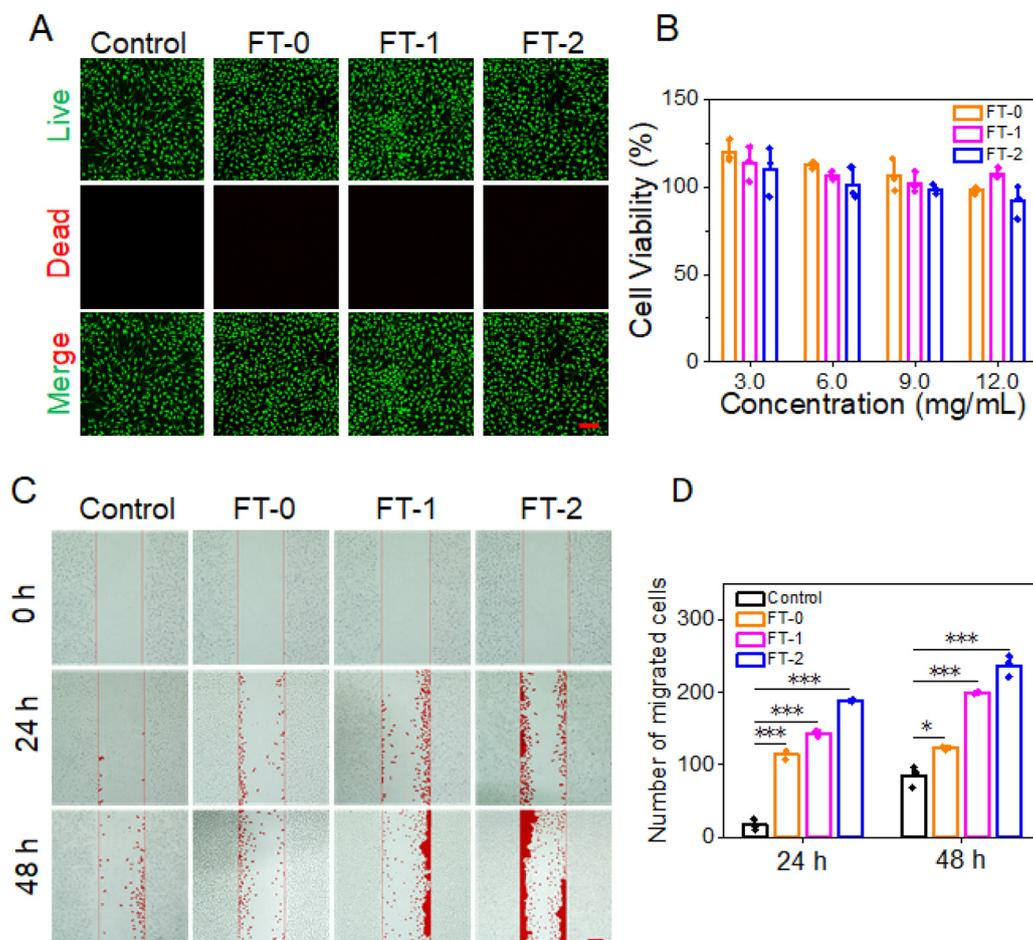 A
Control FT-0 FT-1 FT-2
Live
Dead
Merge
B
150
100
50
0
Cell Viability (%)
FT-0
FT-1
FT-2
3.0 6.0 9.0 12.0
Concentration (mg/mL)
C
Control FT-0 FT-1 FT-2
0 h
24 h
48 h
D
Number of migrated cells
300
200
100
0
Control
FT-0
FT-1
FT-2
***
***
***
***
***
*
24 h 48 h